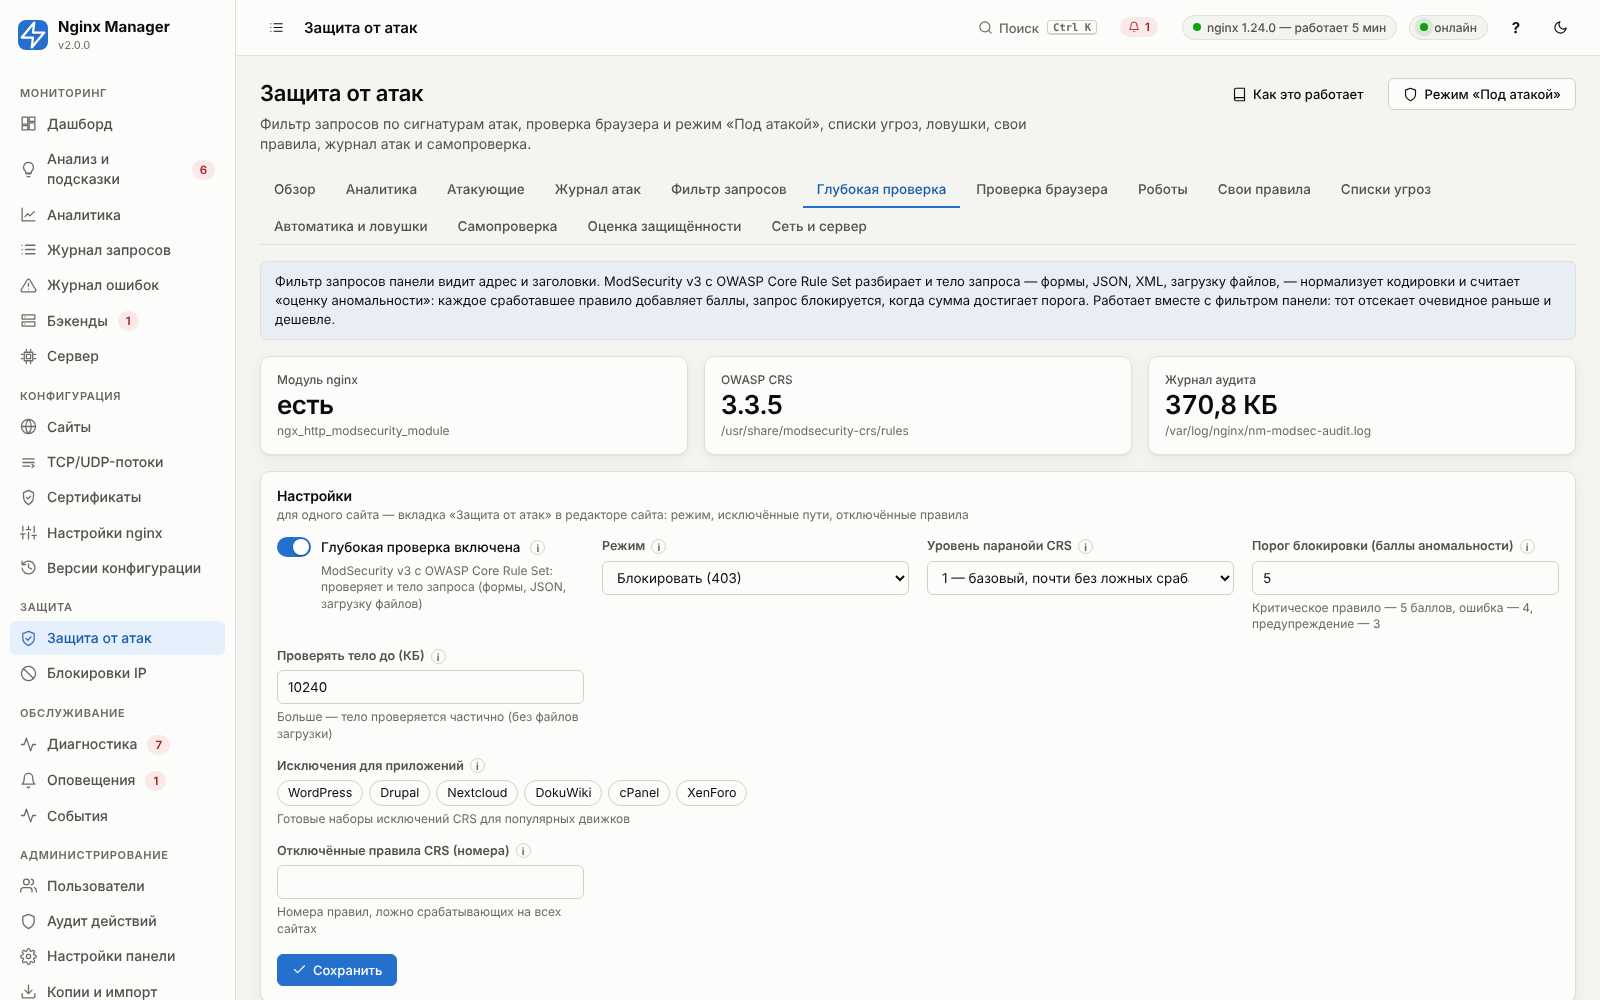 Nginx Manager
v2.0.0
МОНИТОРИНГ
Дашборд
Анализ и
подсказки
6
Аналитика
Журнал запросов
Журнал ошибок
Бэкенды 1
Сервер
КОНФИГУРАЦИЯ
Сайты
TCP/UDP-потоки
Сертификаты
Настройки nginx
Версии конфигурации
ЗАЩИТА
Защита от атак
Блокировки IP
ОБСЛУЖИВАНИЕ
Диагностика 7
Оповещения 1
События
АДМИНИСТРИРОВАНИЕ
Пользователи
Аудит действий
Настройки панели
Копии и импорт
Защита от атак
Поиск Ctrl K
1
nginx 1.24.0 — работает 5 мин
онлайн
?
Защита от атак
Как это работает
Режим «Под атакой»
Фильтр запросов по сигнатурам атак, проверка браузера и режим «Под атакой», списки угроз, ловушки, свои
правила, журнал атак и самопроверка.
Обзор Аналитика Атакующие Журнал атак Фильтр запросов Глубокая проверка Проверка браузера Роботы Свои правила Списки угроз
Автоматика и ловушки Самопроверка Оценка защищённости Сеть и сервер
Фильтр запросов панели видит адрес и заголовки. ModSecurity v3 с OWASP Core Rule Set разбирает и тело запроса — формы, JSON, XML, загрузку файлов, — нормализует кодировки и считает
«оценку аномальности»: каждое сработавшее правило добавляет баллы, запрос блокируется, когда сумма достигает порога. Работает вместе с фильтром панели: тот отсекает очевидное раньше и
дешевле.
Модуль nginx
есть
ngx_http_modsecurity_module
OWASP CRS
3.3.5
/usr/share/modsecurity-crs/rules
Журнал аудита
370,8 КБ
/var/log/nginx/nm-modsec-audit.log
Настройки
для одного сайта — вкладка «Защита от атак» в редакторе сайта: режим, исключённые пути, отключённые правила
Глубокая проверка включена i
ModSecurity v3 с OWASP Core Rule Set:
проверяет и тело запроса (формы, JSON,
загрузку файлов)
Режим i
Блокировать (403)
Уровень паранойи CRS i
1 — базовый, почти без ложных сраб
Порог блокировки (баллы аномальности) i
5
Критическое правило — 5 баллов, ошибка — 4,
предупреждение — 3
Проверять тело до (КБ) i
10240
Больше — тело проверяется частично (без файлов
загрузки)
Исключения для приложений i
WordPress Drupal Nextcloud DokuWiki cPanel XenForo
Готовые наборы исключений CRS для популярных движков
Отключённые правила CRS (номера) i
Номера правил, ложно срабатывающих на всех
сайтах
Сохранить